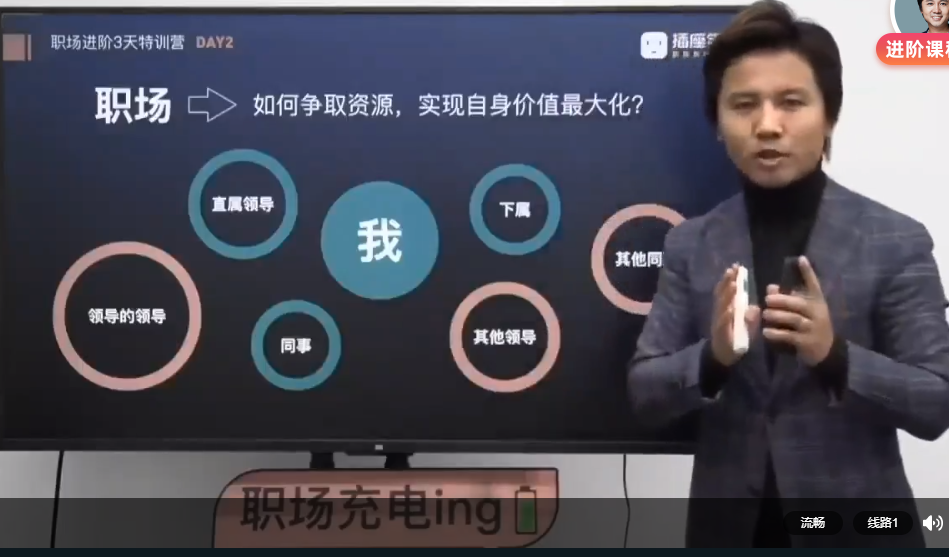 职场进阶3天特训营 DAY2
插座
进阶课
职场
如何争取资源，实现自身价值最大化？
直属领导
我
下属
其他同
领导的领导
同事
其他领导
职场充电ing
流畅
线路1